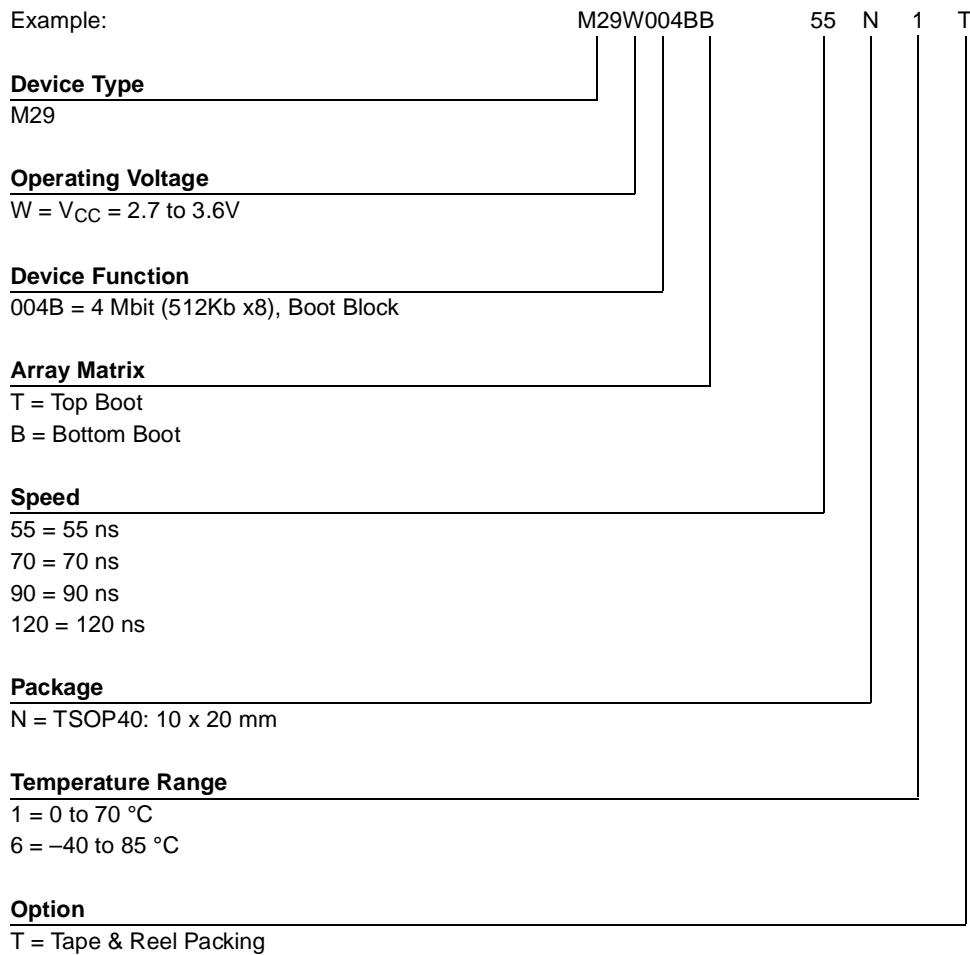 Example: M29W004BB 55 N 1 T
Device Type
M29
Operating Voltage
W = VCC = 2.7 to 3.6V
Device Function
004B = 4 Mbit (512Kb x8), Boot Block
Array Matrix
T = Top Boot
B = Bottom Boot
Speed
55 = 55 ns
70 = 70 ns
90 = 90 ns
120 = 120 ns
Package
N = TSOP40: 10 x 20 mm
Temperature Range
1 = 0 to 70 °C
6 = –40 to 85 °C
Option
T = Tape & Reel Packing